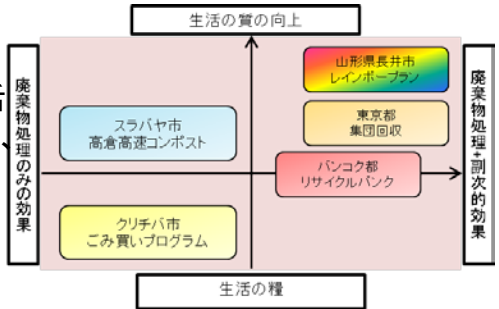 生活の質の向上
廃棄物処理のみの効果
山形県長井市
レインボープラン
東京都
集団回収
スラバヤ市
高倉高速コンポスト
バンコク都
リサイクルバンク
クリチバ市
ごみ買いプログラム
廃棄物処理+副次的効果
生活の糧